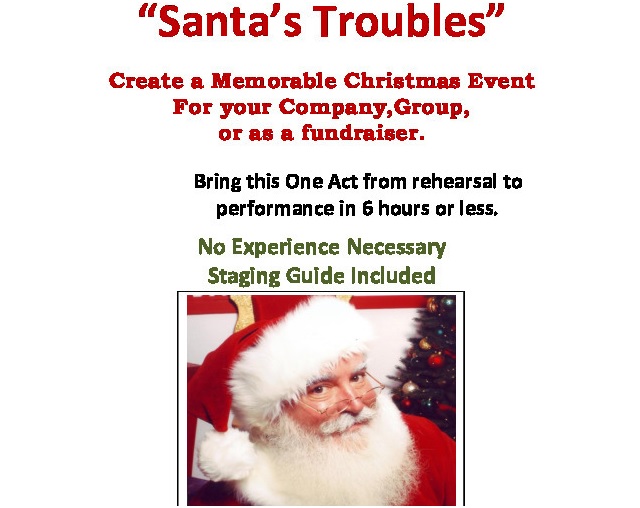 “Santa’s Troubles”
Create a Memorable Christmas Event
For your Company,Group,
or as a fundraiser.
Bring this One Act from rehearsal to
performance in 6 hours or less.
No Experience Necessary
Staging Guide Included